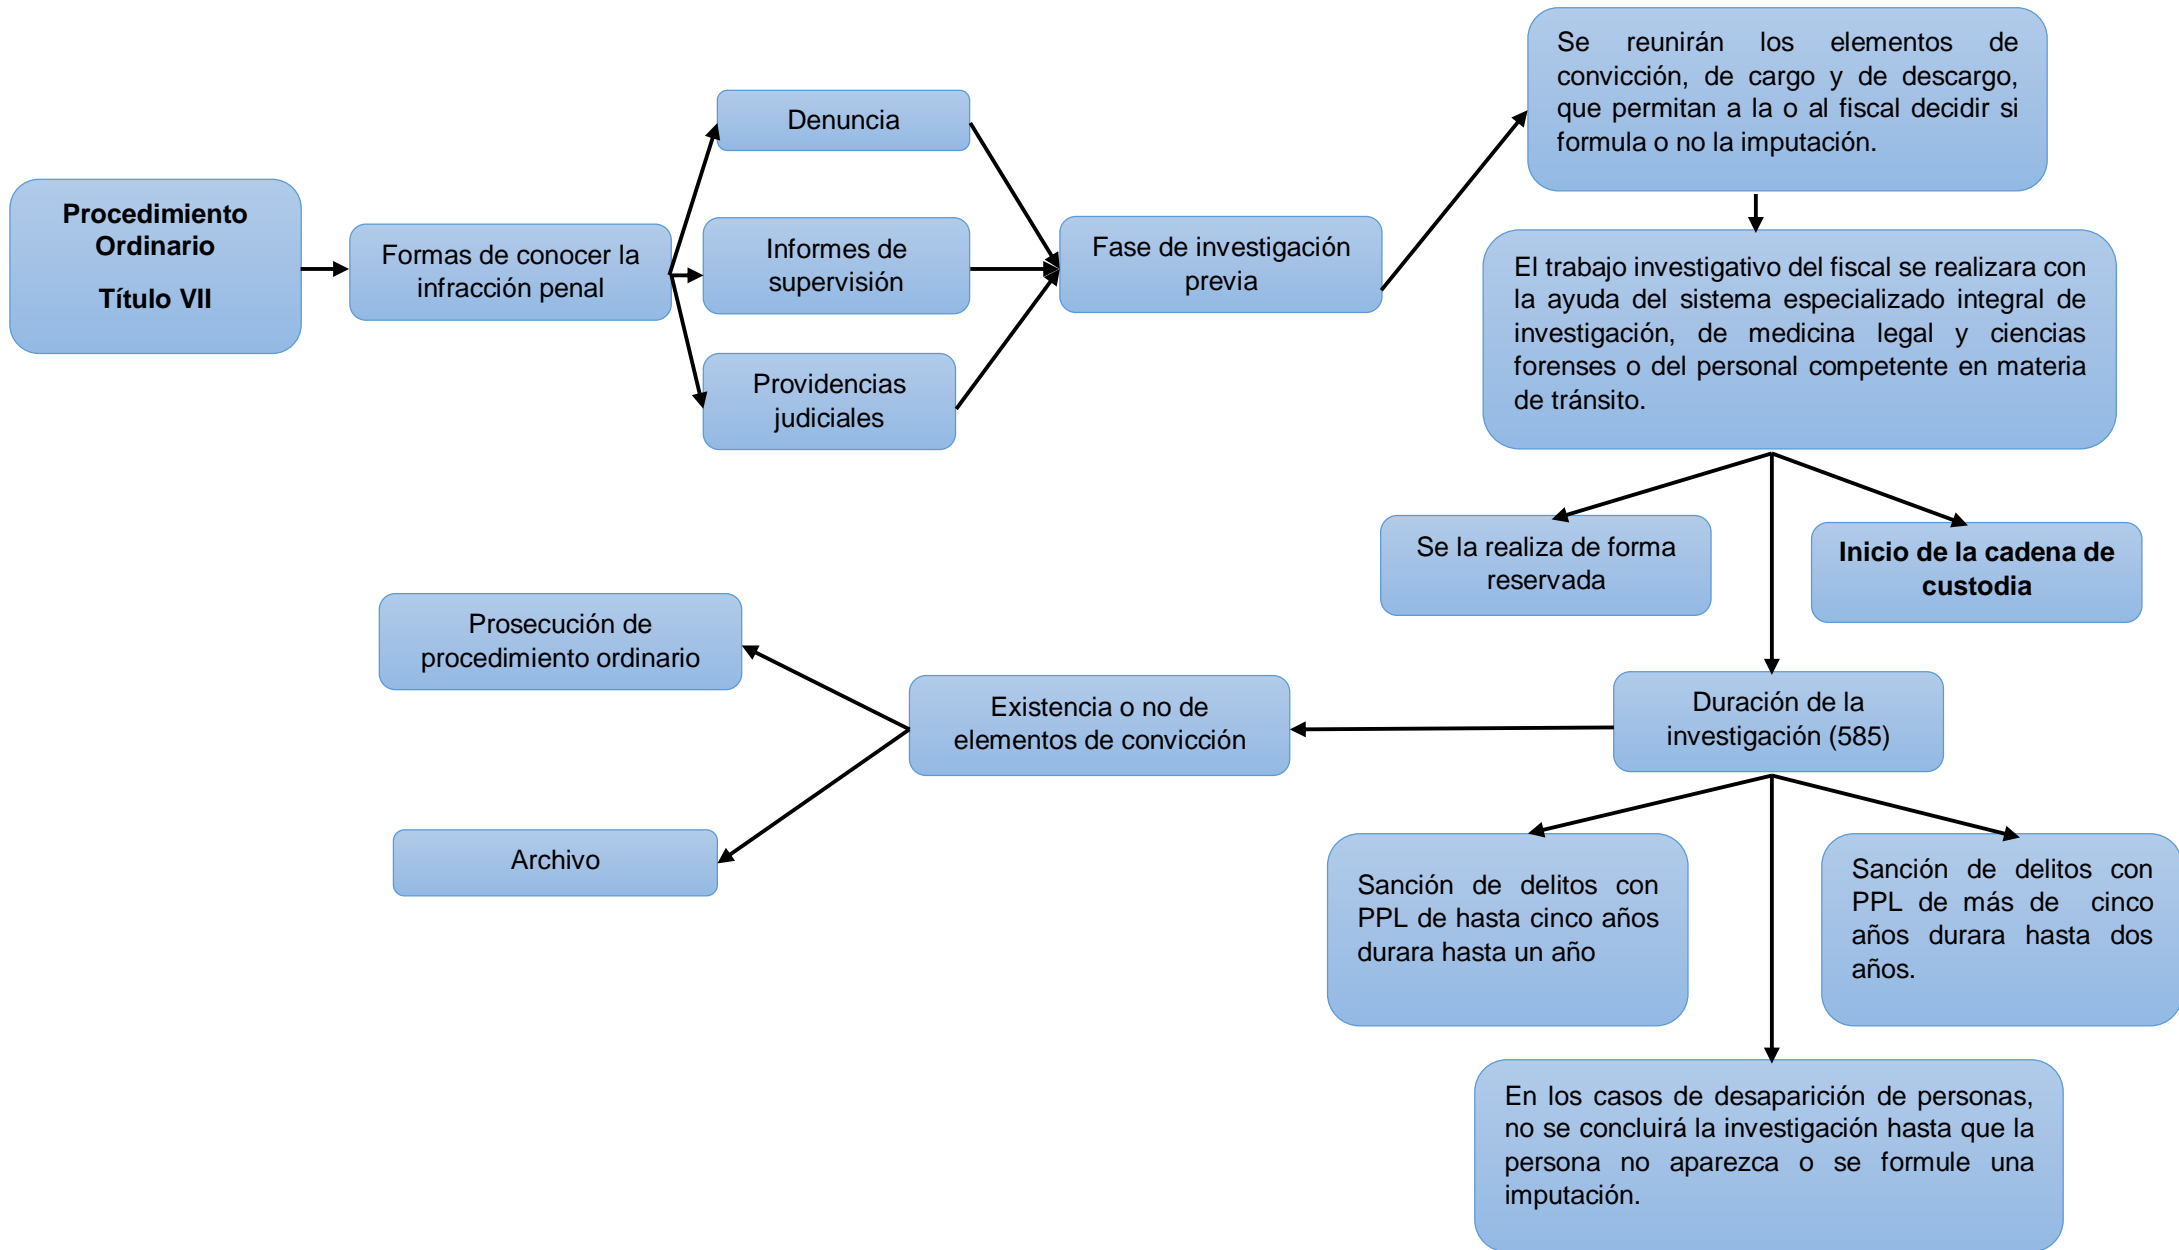 Procedimiento
Ordinario
Título VII
Formas de conocer la
infracción penal
Denuncia
Informes de
supervisión
Providencias
judiciales
Fase de investigación
previa
Se reunirán los elementos de
convicción, de cargo y de descargo,
que permitan a la o al fiscal decidir si
formula o no la imputación.
El trabajo investigativo del fiscal se realizara con
la ayuda del sistema especializado integral de
investigación, de medicina legal y ciencias
forenses o del personal competente en materia
de tránsito.
Se la realiza de forma
reservada
Inicio de la cadena de
custodia
Duración de la
investigación (585)
Existencia o no de
elementos de convicción
Prosecución de
procedimiento ordinario
Archivo
Sanción de delitos con
PPL de hasta cinco años
durara hasta un año
Sanción de delitos con
PPL de más de cinco
años durara hasta dos
años.
En los casos de desaparición de personas,
no se concluirá la investigación hasta que la
persona no aparezca o se formule una
imputación.